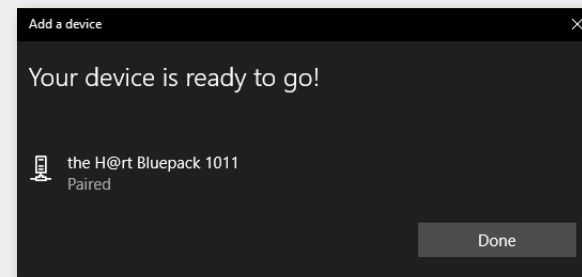 Add a device
Your device is ready to go!
the H@rt Bluepack 1011
Paired
Done